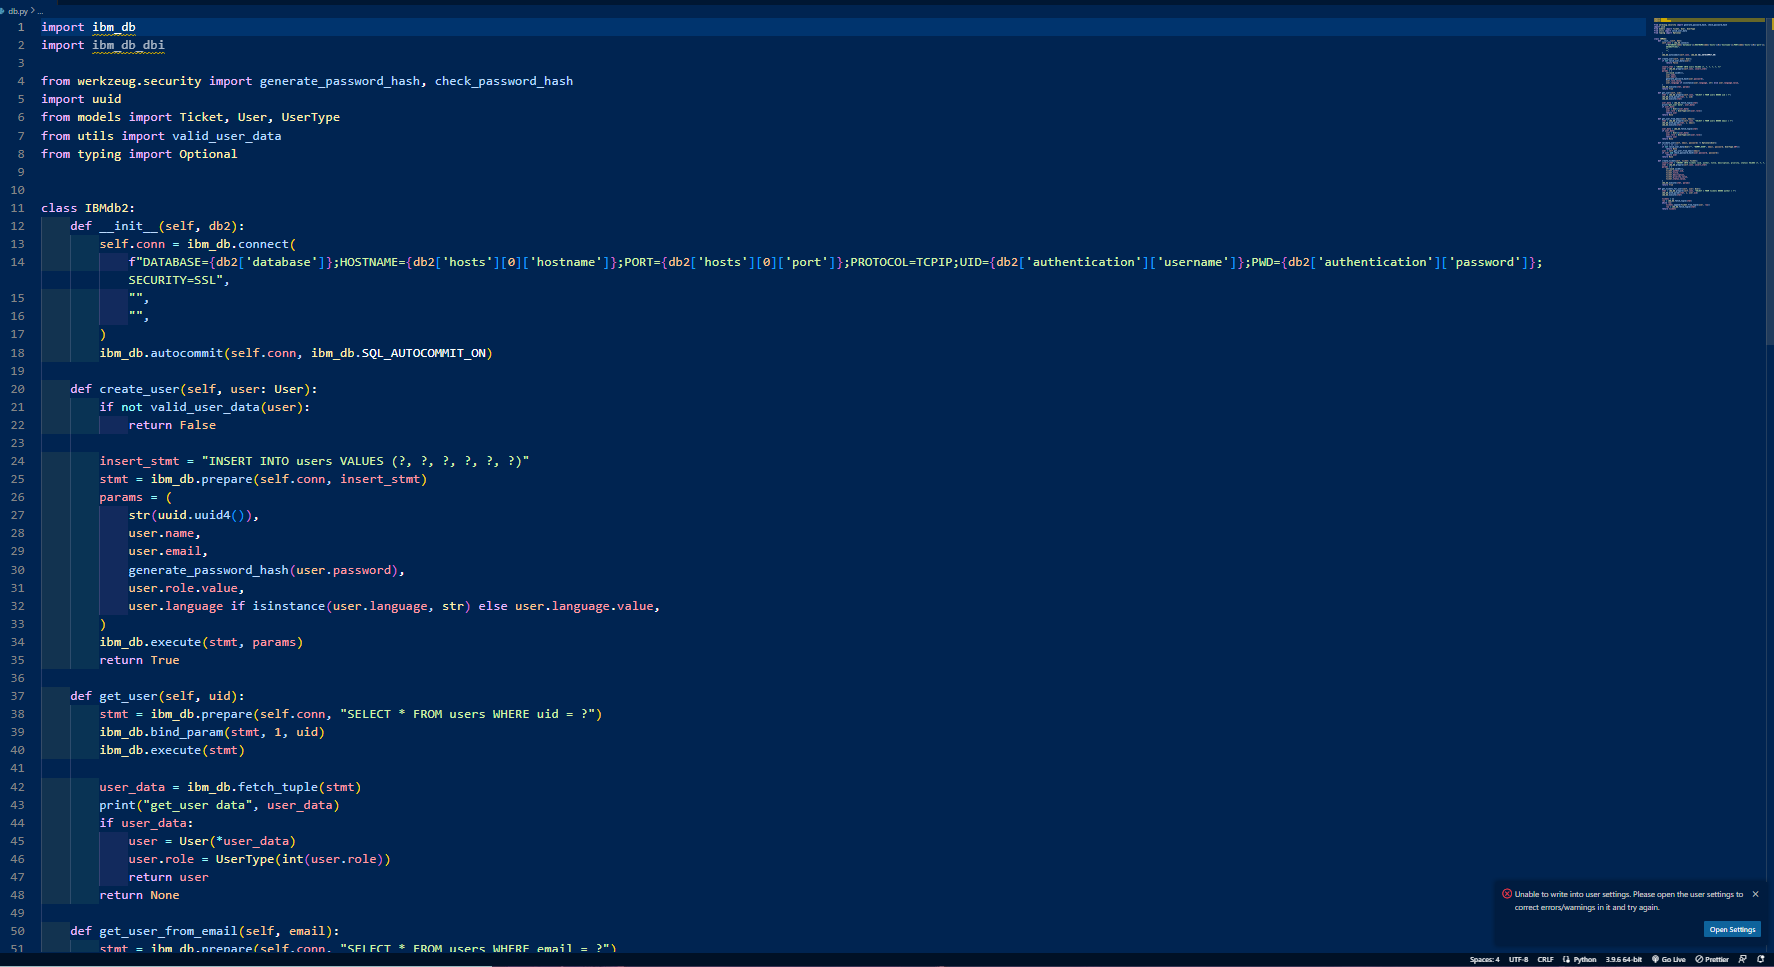 db.py > ...
1 import ibm_db
2 import ibm_db_dbi
3
4 from werkzeug.security import generate_password_hash, check_password_hash
5 import uuid
6 from models import Ticket, User, UserType
7 from utils import valid_user_data
8 from typing import Optional
9
10
11 class IBMdb2:
12     def __init__(self, db2):
13         self.conn = ibm_db.connect(
14             f"DATABASE={db2['database']};HOSTNAME={db2['hosts'][0]['hostname']};PORT={db2['hosts'][0]['port']};PROTOCOL=TCPIP;UID={db2['authentication']['username']};PWD={db2['authentication']['password']};
            SECURITY=SSL",
15             "",
16             "",
17         )
18         ibm_db.autocommit(self.conn, ibm_db.SQL_AUTOCOMMIT_ON)
19
20     def create_user(self, user: User):
21         if not valid_user_data(user):
22             return False
23
24         insert_stmt = "INSERT INTO users VALUES (?, ?, ?, ?, ?, ?)"
25         stmt = ibm_db.prepare(self.conn, insert_stmt)
26         params = (
27             str(uuid.uuid4()),
28             user.name,
29             user.email,
30             generate_password_hash(user.password),
31             user.role.value,
32             user.language if isinstance(user.language, str) else user.language.value,
33         )
34         ibm_db.execute(stmt, params)
35         return True
36
37     def get_user(self, uid):
38         stmt = ibm_db.prepare(self.conn, "SELECT * FROM users WHERE uid = ?")
39         ibm_db.bind_param(stmt, 1, uid)
40         ibm_db.execute(stmt)
41
42         user_data = ibm_db.fetch_tuple(stmt)
43         print("get_user data", user_data)
44         if user_data:
45             user = User(*user_data)
46             user.role = UserType(int(user.role))
47             return user
48         return None
49
50     def get_user_from_email(self, email):
51         stmt = ibm_db.prepare(self.conn, "SELECT * FROM users WHERE email = ?")
Unable to write into user settings. Please open the user settings to
correct errors/warnings in it and try again.
Open Settings
Spaces: 4 UTF-8 CRLF Python 3.9.6 64-bit Go Live Prettier